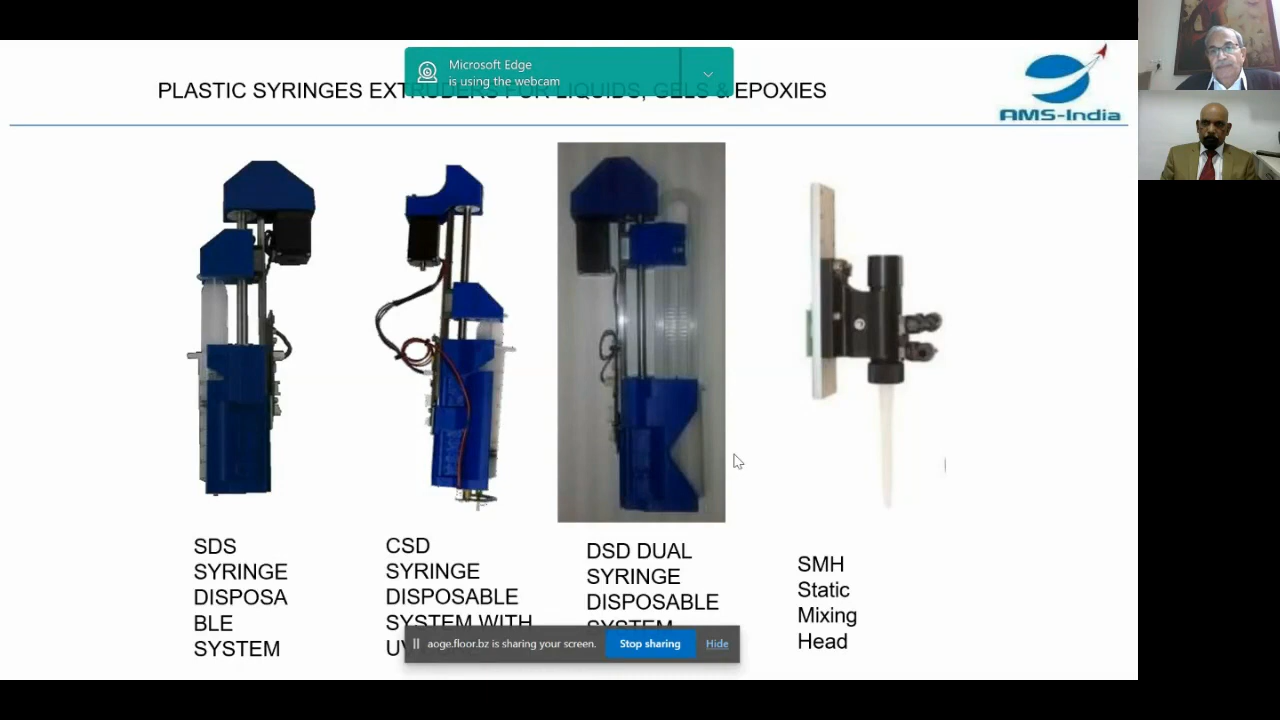 Microsoft Edge
is using the webcam
PLASTIC SYRINGES EXTRUDERS FOR LIQUIDS, GELS & EPOXIES
AMS-India
SDS
SYRINGE
DISPOSA
BLE
SYSTEM
CSD
SYRINGE
DISPOSABLE
SYSTEM WITH
DSD DUAL
SYRINGE
DISPOSABLE
SYSTEM
SMH
Static
Mixing
Head
aoge.floor.bz is sharing your screen.
Stop sharing
Hide